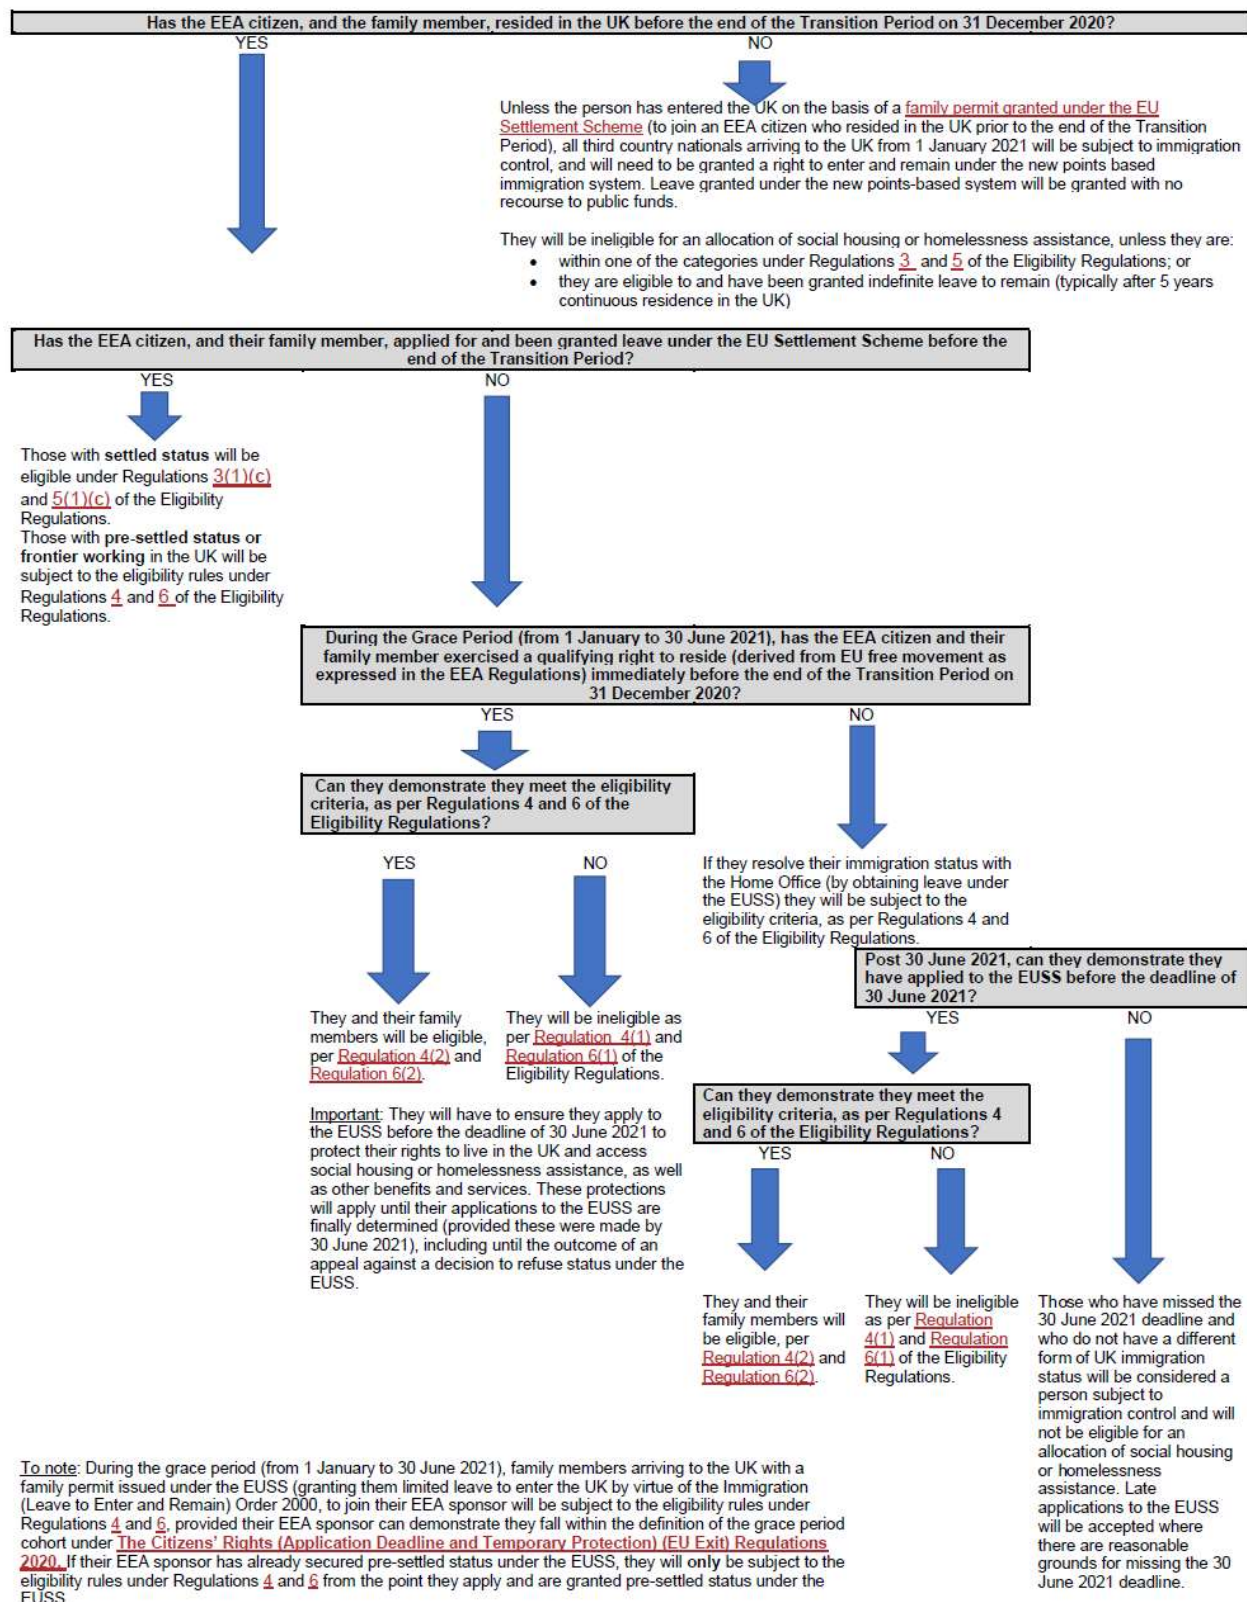 Has the EEA citizen, and the family member, resided in the UK before the end of the Transition Period on 31 December 2020?
YES
NO
Unless the person has entered the UK on the basis of a family permit granted under the EU
Settlement Scheme (to join an EEA citizen who resided in the UK prior to the end of the Transition
Period), all third country nationals arriving to the UK from 1 January 2021 will be subject to immigration
control, and will need to be granted a right to enter and remain under the new points based
immigration system. Leave granted under the new points-based system will be granted with no
recourse to public funds.
They will be ineligible for an allocation of social housing or homelessness assistance, unless they are:
• within one of the categories under Regulations 3 and 5 of the Eligibility Regulations; or
• they are eligible to and have been granted indefinite leave to remain (typically after 5 years
continuous residence in the UK)
Has the EEA citizen, and their family member, applied for and been granted leave under the EU Settlement Scheme before the
end of the Transition Period?
YES
NO
Those with settled status will be
eligible under Regulations 3(1)(c)
and 5(1)(c) of the Eligibility
Regulations.
Those with pre-settled status or
frontier working in the UK will be
subject to the eligibility rules under
Regulations 4 and 6 of the Eligibility
Regulations.
During the Grace Period (from 1 January to 30 June 2021), has the EEA citizen and their
family member exercised a qualifying right to reside (derived from EU free movement as
expressed in the EEA Regulations) immediately before the end of the Transition Period on
31 December 2020?
YES
NO
Can they demonstrate they meet the eligibility
criteria, as per Regulations 4 and 6 of the
Eligibility Regulations?
YES
NO
If they resolve their immigration status with
the Home Office (by obtaining leave under
the EUSS) they will be subject to the
eligibility criteria, as per Regulations 4 and
6 of the Eligibility Regulations.
Post 30 June 2021, can they demonstrate they
have applied to the EUSS before the deadline of
30 June 2021?
YES
NO
They and their family
members will be eligible,
per Regulation 4(2) and
Regulation 6(2).
They will be ineligible as
per Regulation 4(1) and
Regulation 6(1) of the
Eligibility Regulations.
Important: They will have to ensure they apply to
the EUSS before the deadline of 30 June 2021 to
protect their rights to live in the UK and access
social housing or homelessness assistance, as well
as other benefits and services. These protections
will apply until their applications to the EUSS are
finally determined (provided these were made by
30 June 2021), including until the outcome of an
appeal against a decision to refuse status under the
EUSS.
Can they demonstrate they meet the
eligibility criteria, as per Regulations 4
and 6 of the Eligibility Regulations?
YES
NO
They and their
family members will
be eligible, per
Regulation 4(2) and
Regulation 6(2).
They will be ineligible
as per Regulation
4(1) and Regulation
6(1) of the Eligibility
Regulations.
Those who have missed the
30 June 2021 deadline and
who do not have a different
form of UK immigration
status will be considered a
person subject to
immigration control and will
not be eligible for an
allocation of social housing
or homelessness
assistance. Late
applications to the EUSS
will be accepted where
there are reasonable
grounds for missing the 30
June 2021 deadline.
To note: During the grace period (from 1 January to 30 June 2021), family members arriving to the UK with a
family permit issued under the EUSS (granting them limited leave to enter the UK by virtue of the Immigration
(Leave to Enter and Remain) Order 2000, to join their EEA sponsor will be subject to the eligibility rules under
Regulations 4 and 6, provided their EEA sponsor can demonstrate they fall within the definition of the grace period
cohort under The Citizens' Rights (Application Deadline and Temporary Protection) (EU Exit) Regulations
2020. If their EEA sponsor has already secured pre-settled status under the EUSS, they will only be subject to the
eligibility rules under Regulations 4 and 6 from the point they apply and are granted pre-settled status under the
EUSS